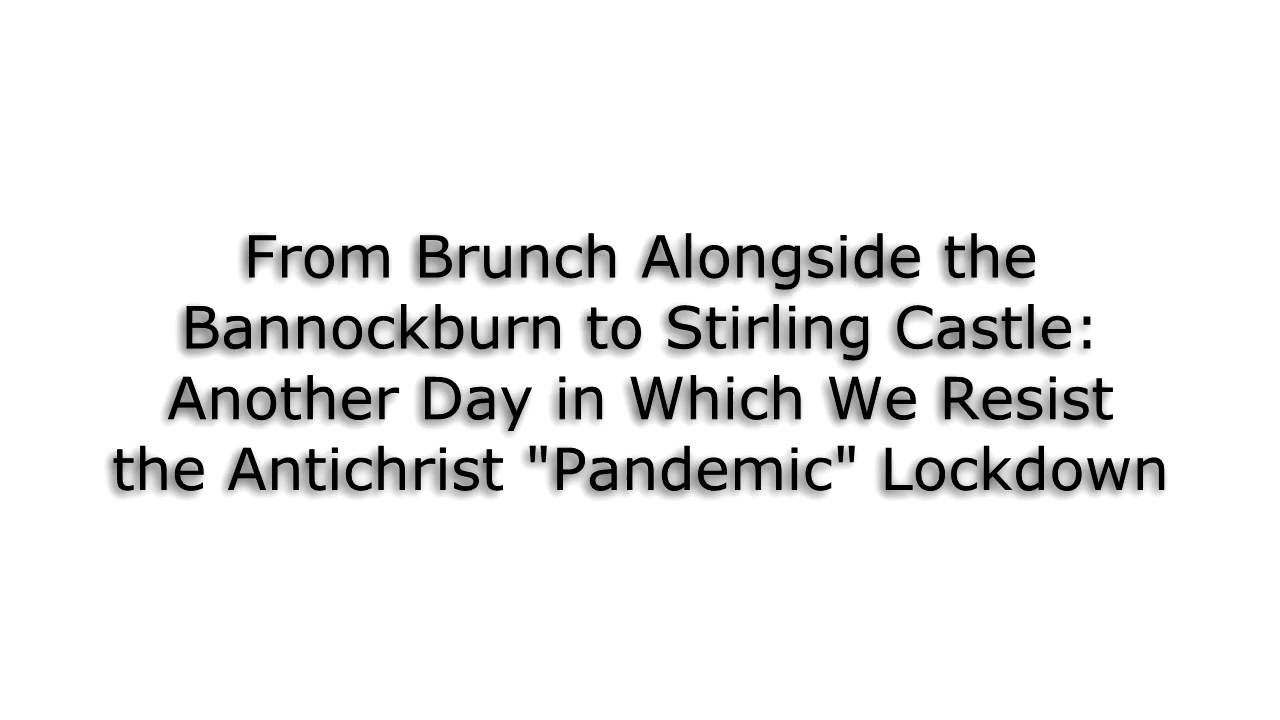 From Brunch Alongside the
Bannockburn to Stirling Castle:
Another Day in Which We Resist
the Antichrist "Pandemic" Lockdown